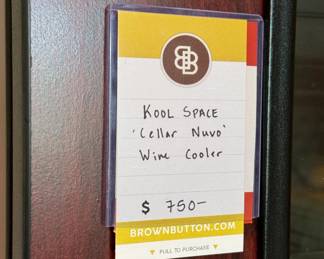 BB
KOOL SPACE
'Cellar Nuvo'
Wine Cooler
$ 750-
BROWNBUTTON.COM
▼ PULL TO PURCHASE ▼